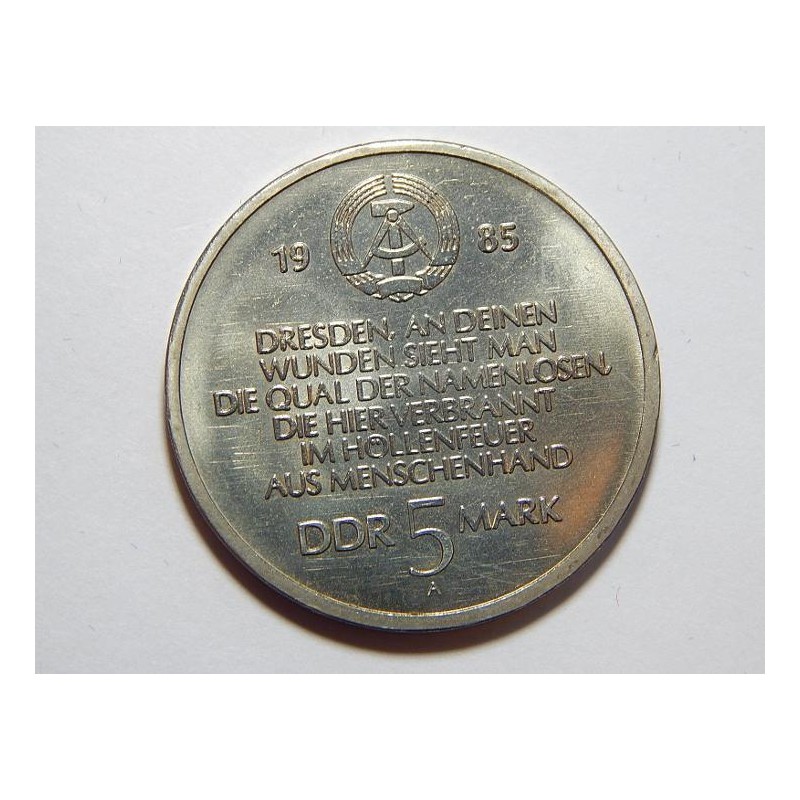 19 85
DRESDEN, AN DEINEN
WUNDEN SIEHT MAN
DIE QUAL DER NAMENLOSEN,
DIE HIER VERBRANNT
IM HÖLLENFEUER
AUS MENSCHENHAND
DDR 5 MARK
A